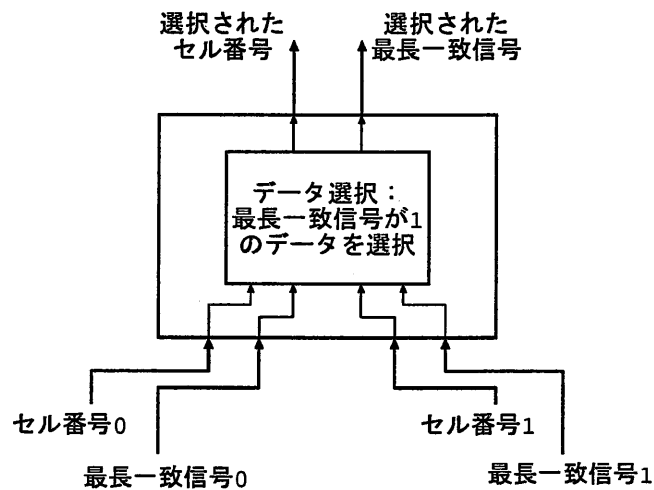 選択された
セル番号
選択された
最長一致信号
データ選択：
最長一致信号が1
のデータを選択
セル番号0
セル番号1
最長一致信号0
最長一致信号1